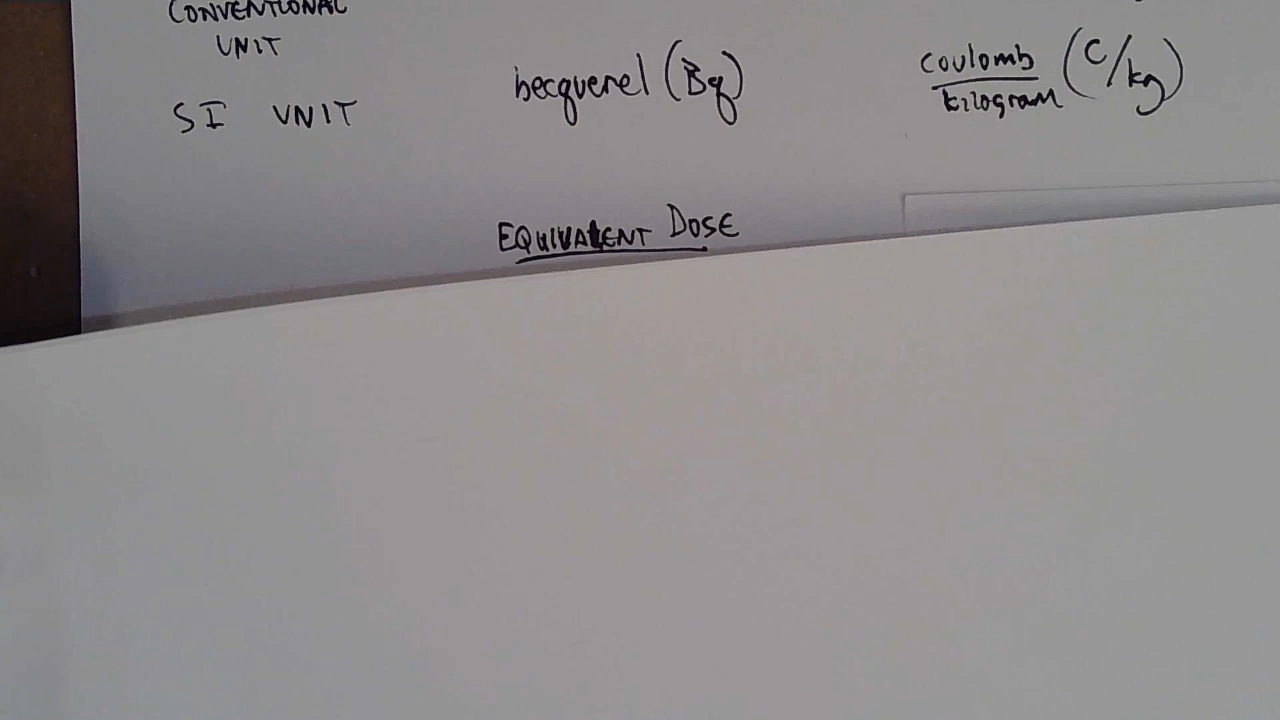 CONVENTIONAL
UNIT
SI UNIT
becquerel (Bq)
coulomb
kilogram
(C/kg)
EQUIVALENT DOSE